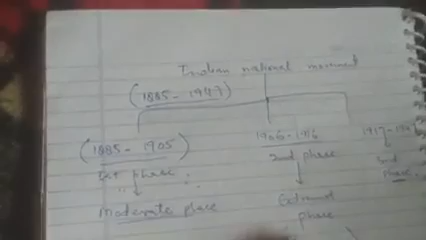 Indian national movement
(1885-1947)
(1885-1905)
1st phase
Moderate phase
1906-1916
2nd phase
Extremist
phase
1917-19
3rd
phase